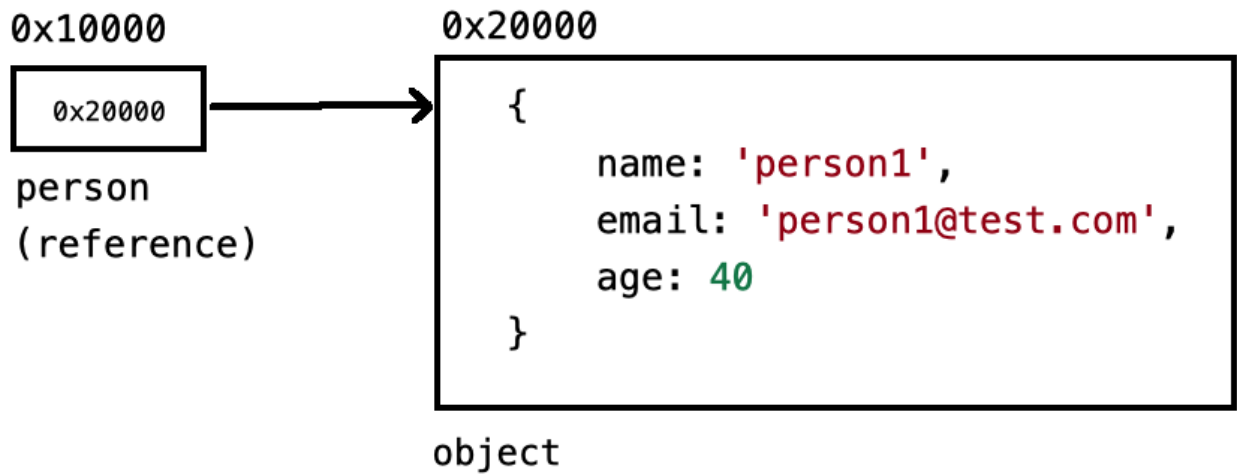 0x10000
0x20000
person
(reference)
0x20000
{
name: 'person1',
email: 'person1@test.com',
age: 40
}
object